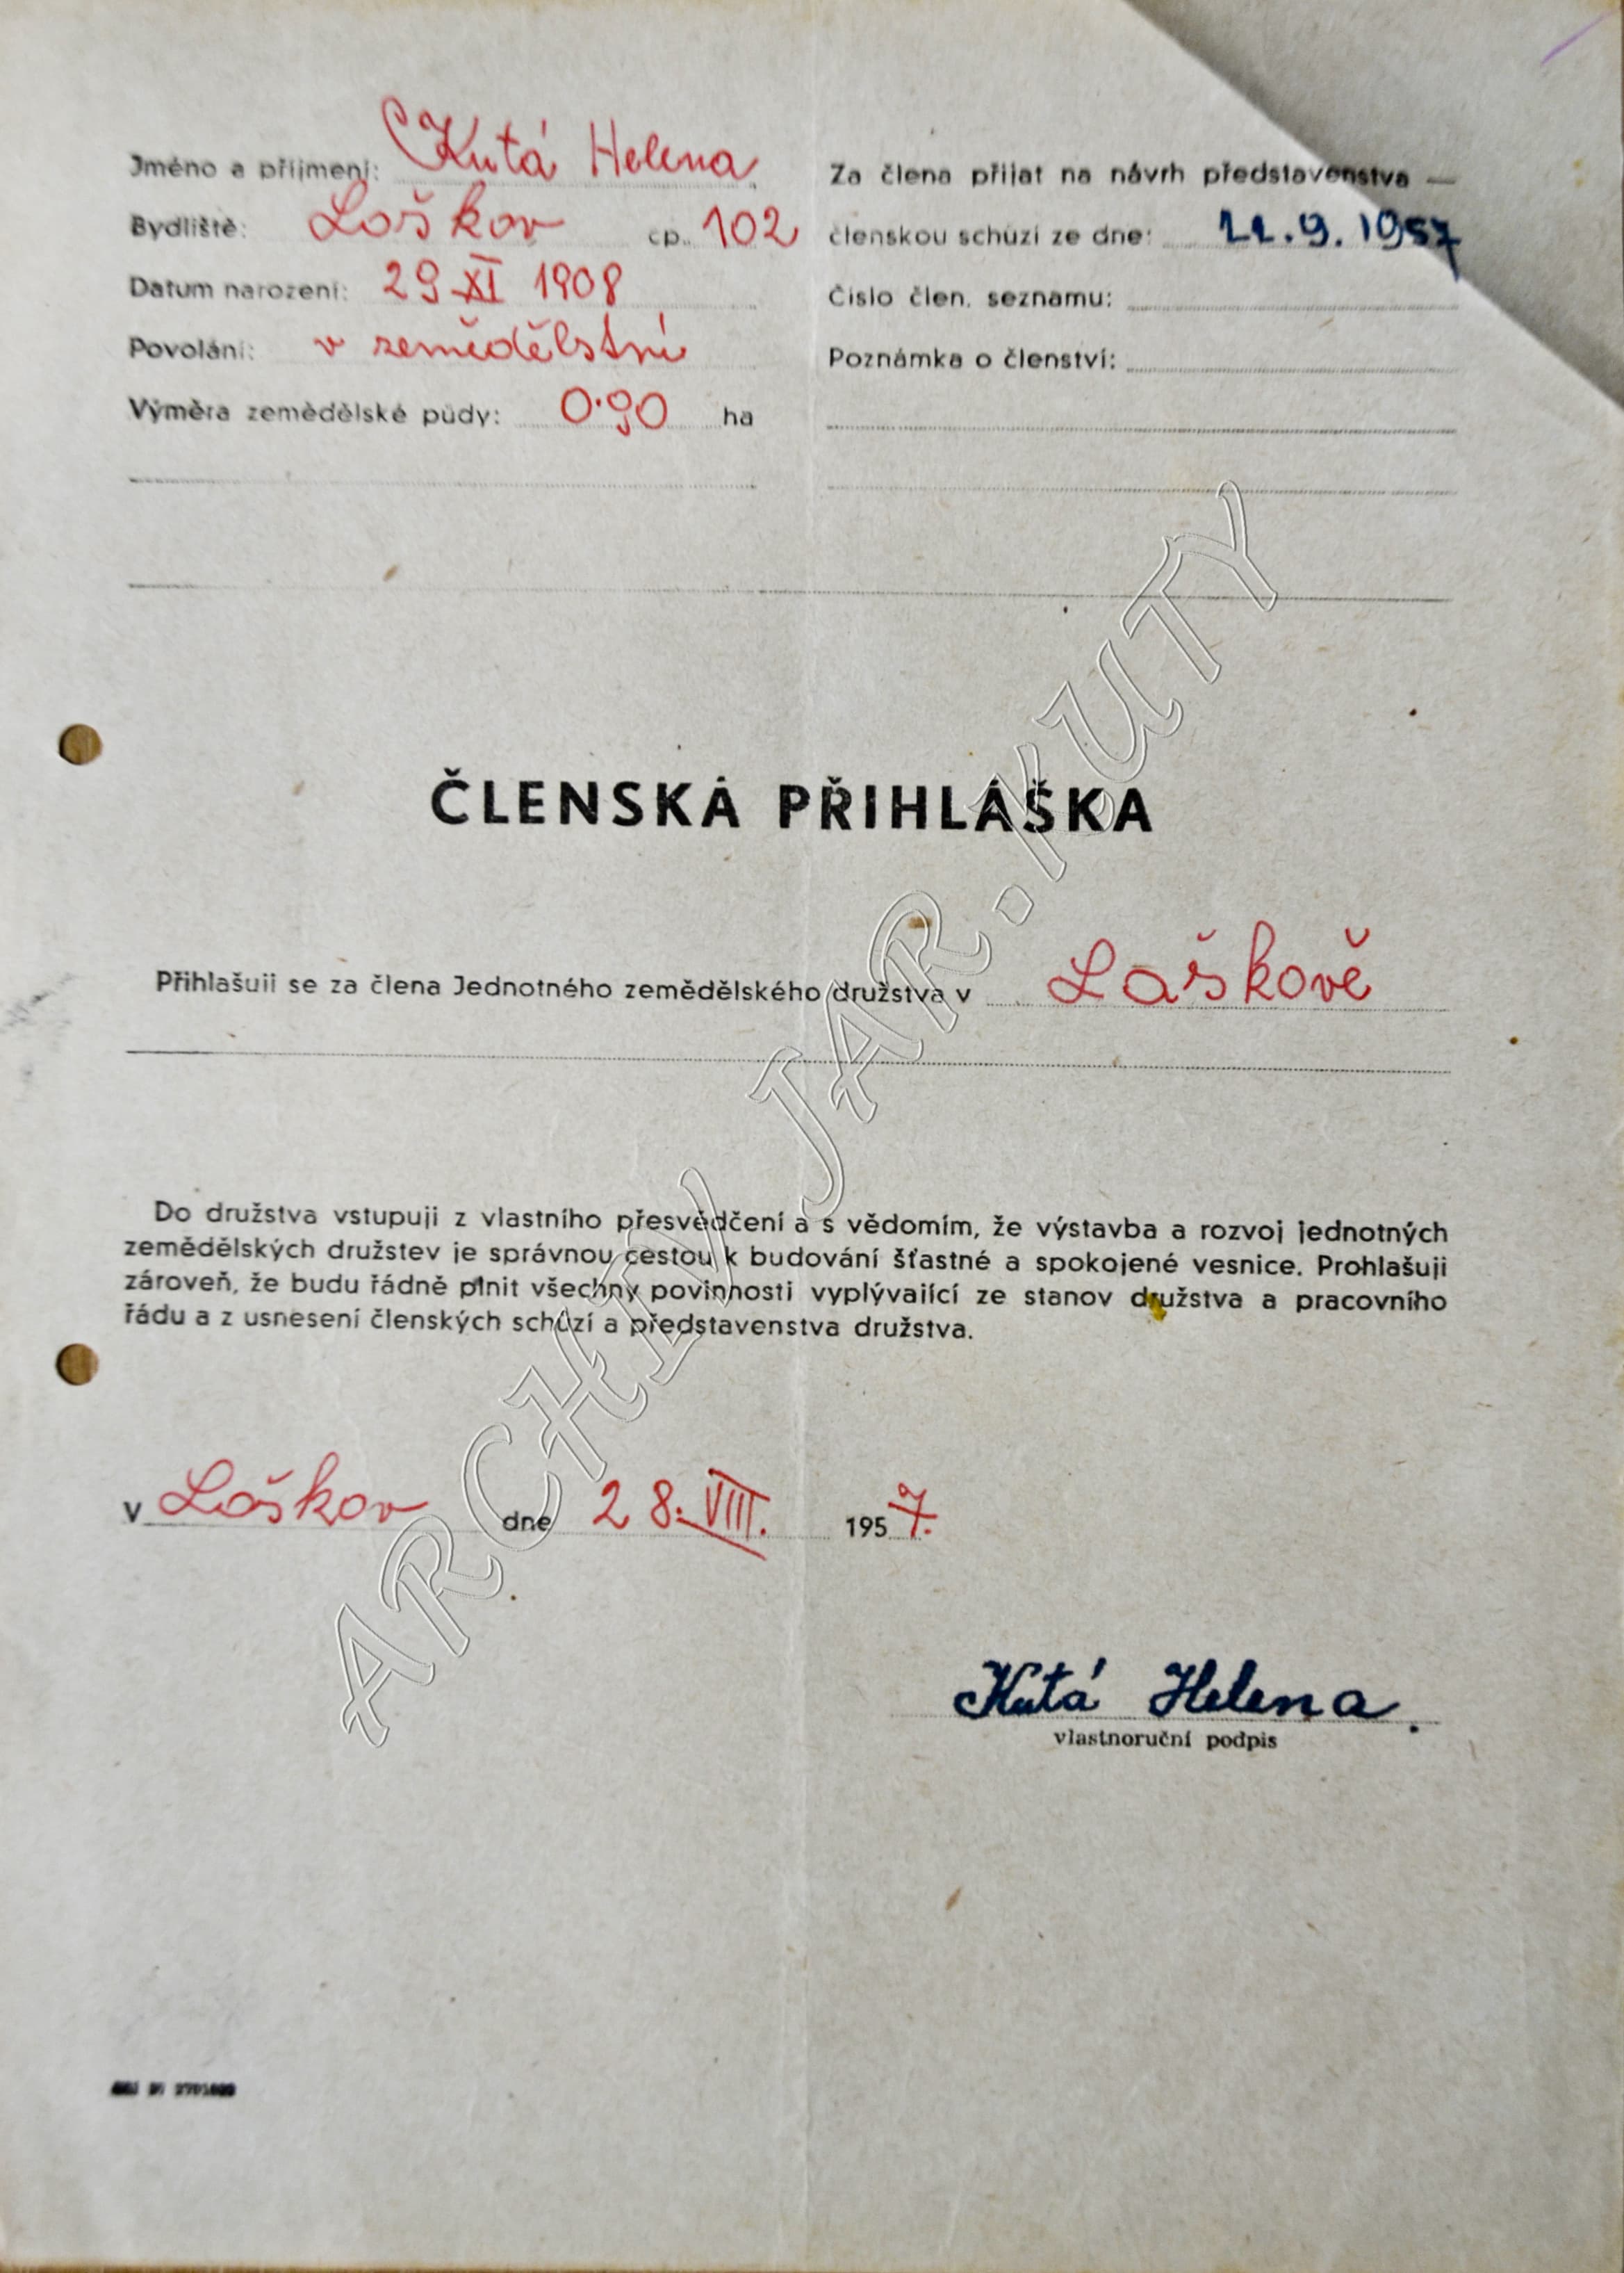 Jméno a příjmení: Kutá Helena
Bydliště: Laškov čp. 102
Datum narození: 29 XI 1908
Povolání: v zemědělství
Výměra zemědělské půdy: 0·90 ha
Za člena přijat na návrh představenstva —
členskou schůzí ze dne: 9. 1957
Číslo člen. seznamu:
Poznámka o členství:
ČLENSKÁ PŘIHLÁŠKA
Přihlašuji se za člena Jednotného zemědělského družstva v Laškově
Do družstva vstupuji z vlastního přesvědčení a s vědomím, že výstavba a rozvoj jednotných
zemědělských družstev je správnou cestou k budování šťastné a spokojené vesnice. Prohlašuji
zároveň, že budu řádně plnit všechny povinnosti vyplývající ze stanov družstva a pracovního
řádu a z usnesení členských schůzí a představenstva družstva.
V Laškov dne 28. VIII. 1957.
Kutá Helena.
vlastnoruční podpis
ARCHIV JAR. KUTÝ